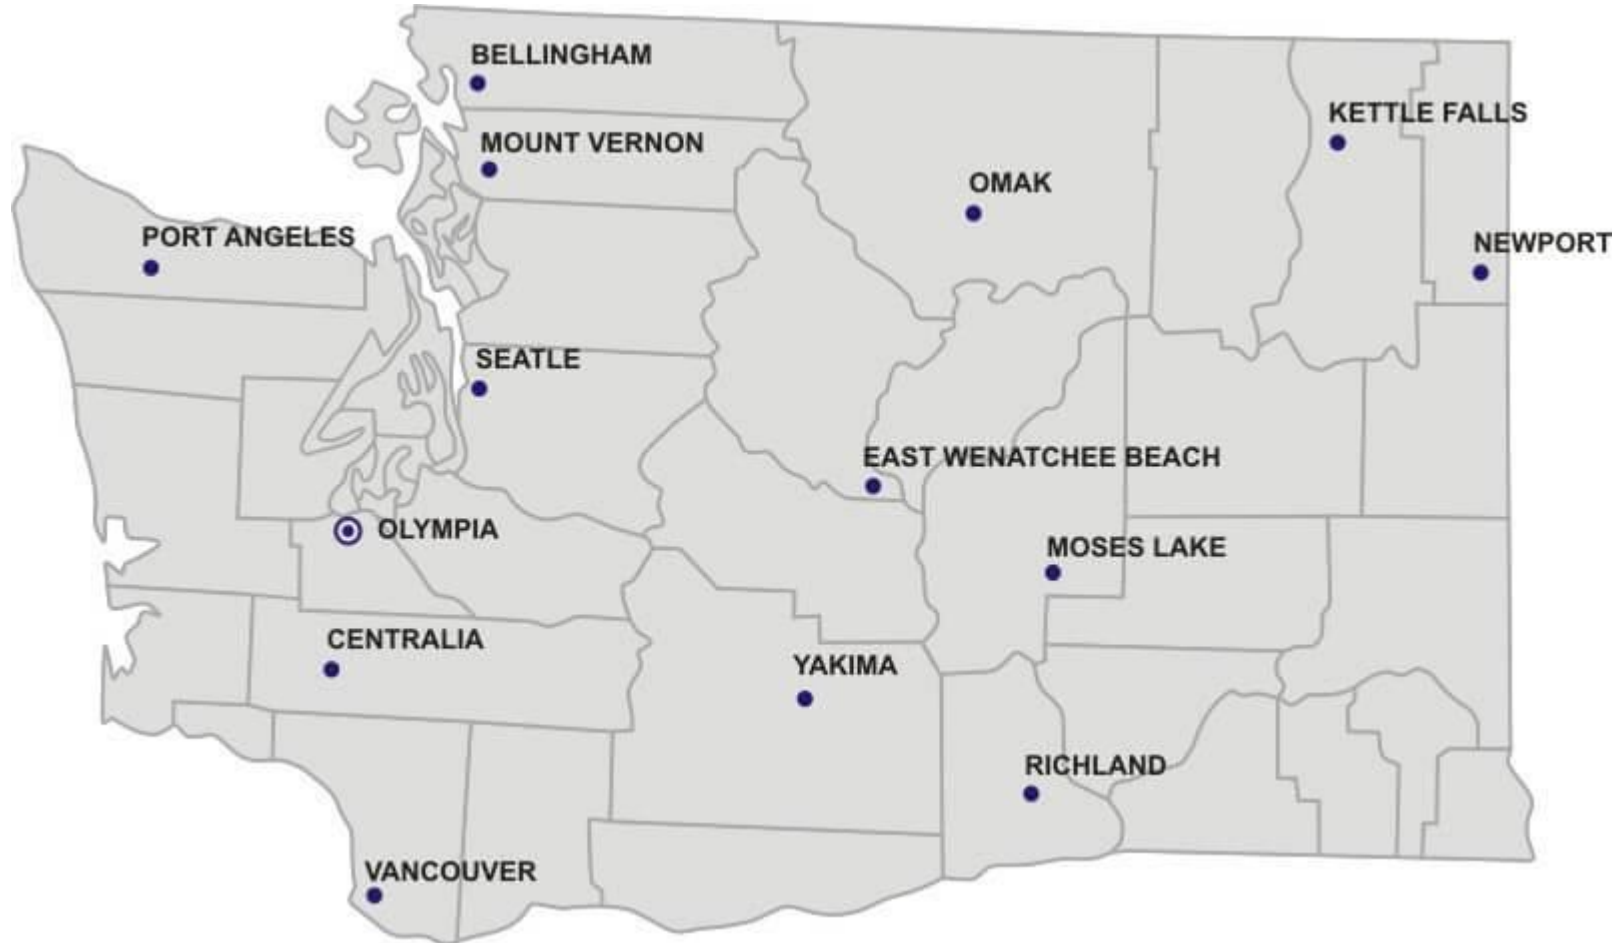 BELLINGHAM
KETTLE FALLS
MOUNT VERNON
OMAK
PORT ANGELES
NEWPORT
SEATLE
EAST WENATCHEE BEACH
OLYMPIA
MOSES LAKE
CENTRALIA
YAKIMA
RICHLAND
VANCOUVER